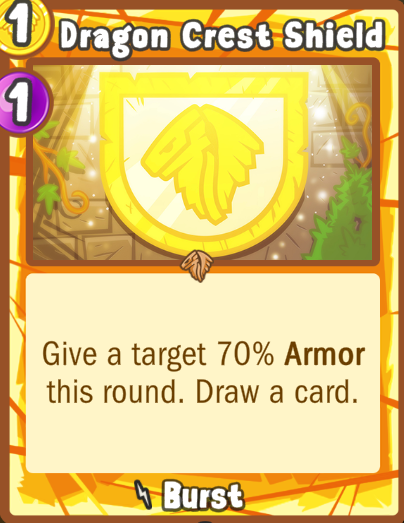 1 Dragon Crest Shield
1
Give a target 70% Armor
this round. Draw a card.
Burst